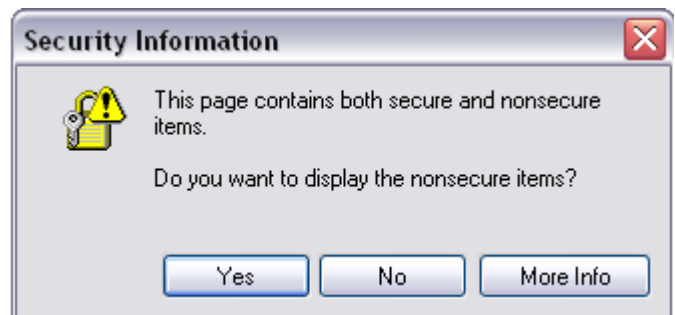 Security Information
This page contains both secure and nonsecure
items.
Do you want to display the nonsecure items?
Yes
No
More Info